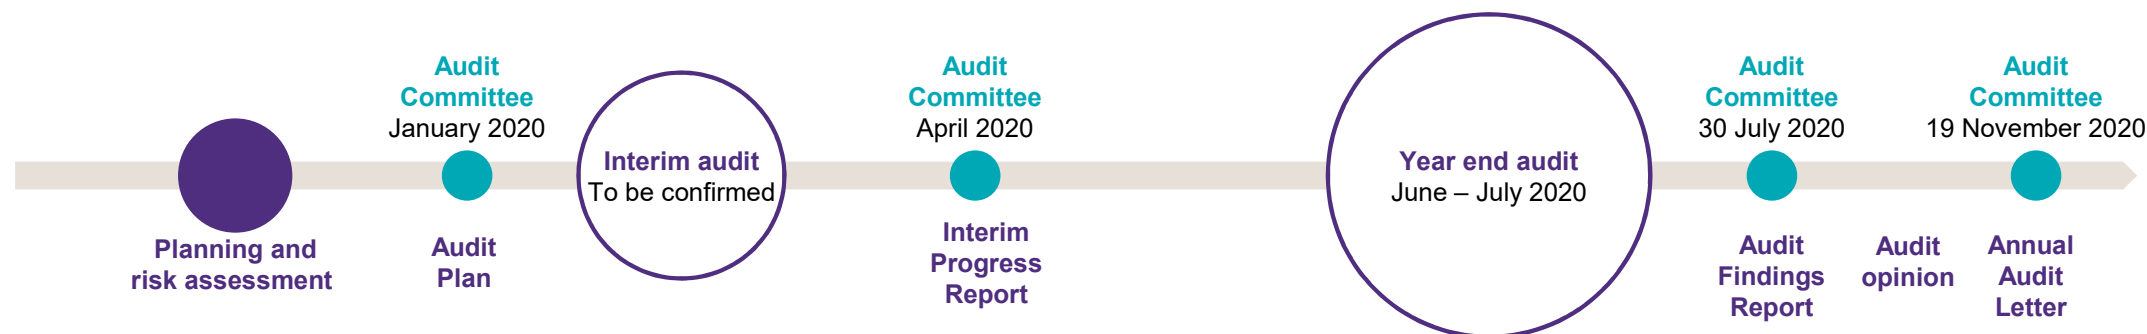 Planning and
risk assessment
Audit
Committee
January 2020
Audit
Plan
Interim audit
To be confirmed
Audit
Committee
April 2020
Interim
Progress
Report
Year end audit
June – July 2020
Audit
Committee
30 July 2020
Audit
Findings
Report
Audit
opinion
Audit
Committee
19 November 2020
Annual
Audit
Letter